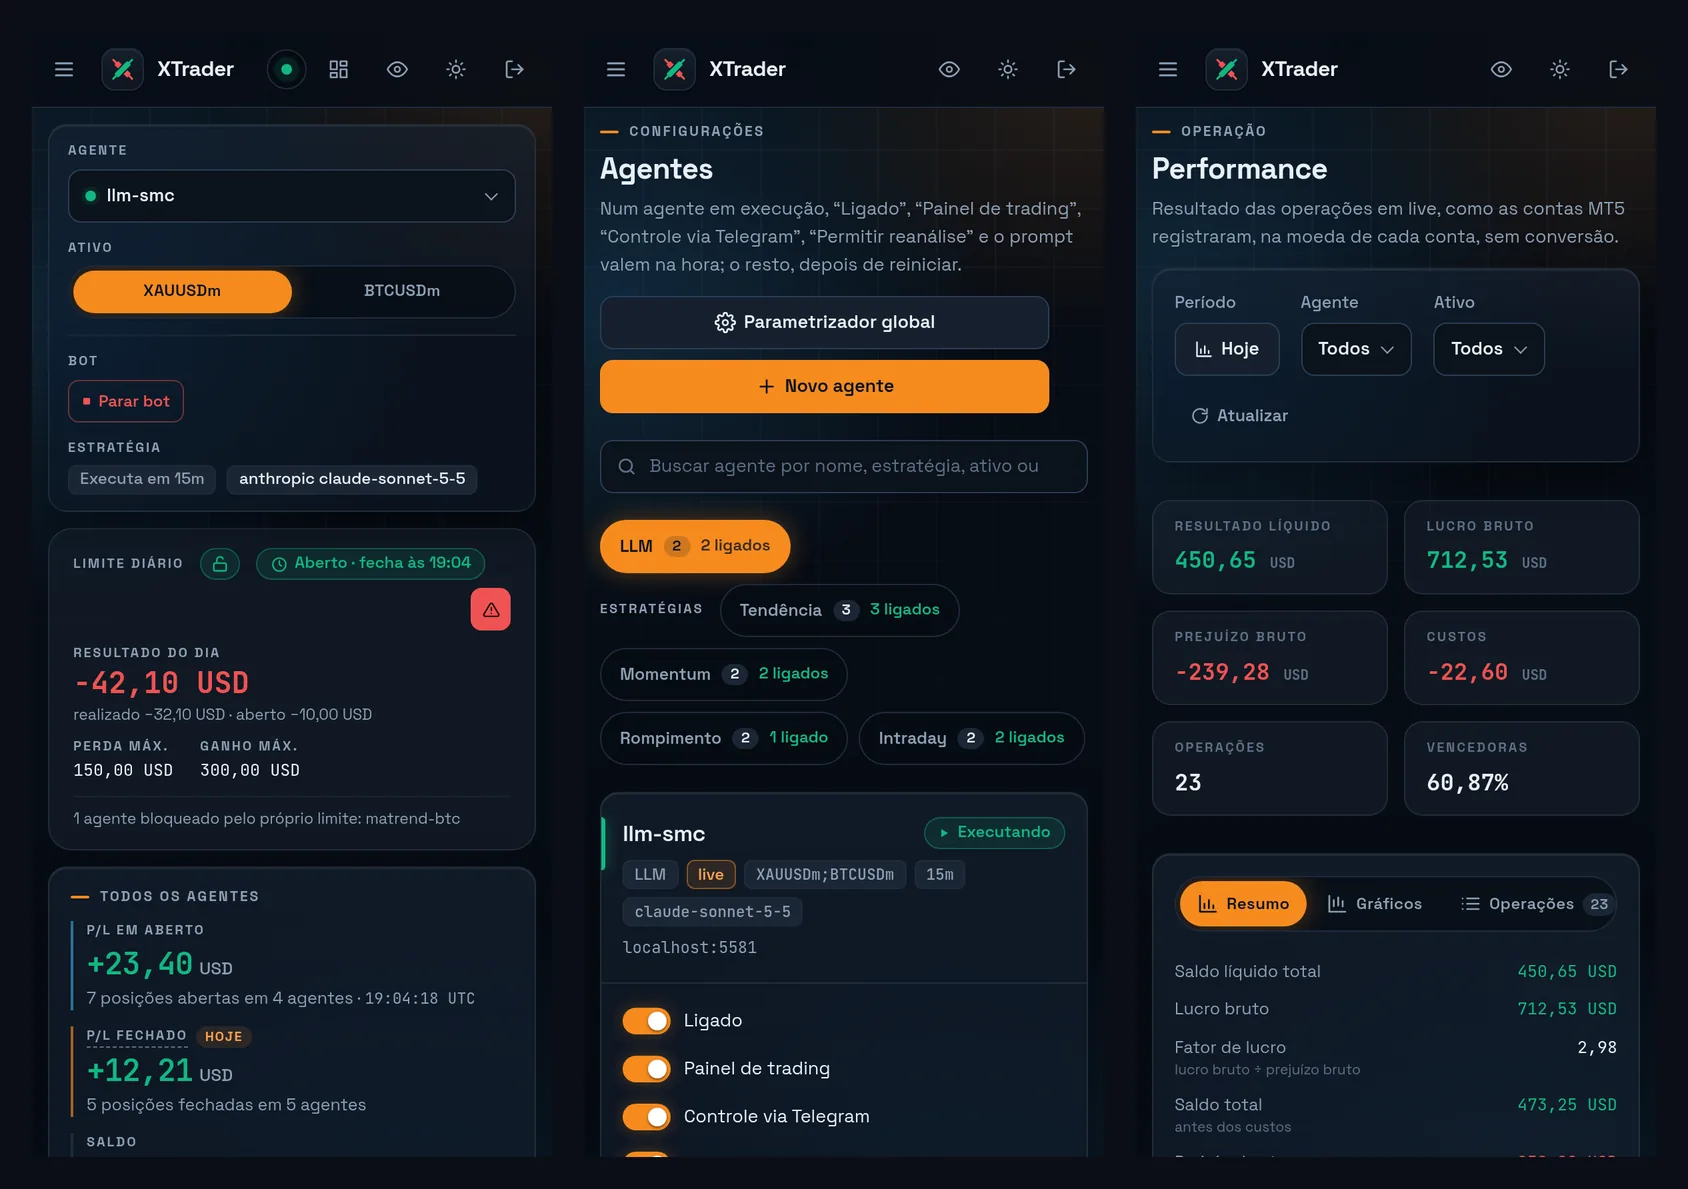 XTrader
AGENTE
llm-smc
ATIVO
XAUUSDm
BTCUSDm
BOT
Parar bot
ESTRATÉGIA
Executa em 15m
anthropic claude-sonnet-5-5
LIMITE DIÁRIO
Aberto · fecha às 19:04
RESULTADO DO DIA
-42,10 USD
realizado −32,10 USD · aberto −10,00 USD
PERDA MÁX. GANHO MÁX.
150,00 USD 300,00 USD
1 agente bloqueado pelo próprio limite: matrend-btc
TODOS OS AGENTES
P/L EM ABERTO
+23,40 USD
7 posições abertas em 4 agentes · 19:04:18 UTC
P/L FECHADO HOJE
+12,21 USD
5 posições fechadas em 5 agentes
SALDO
XTrader
CONFIGURAÇÕES
Agentes
Num agente em execução, “Ligado”, “Painel de trading”,
“Controle via Telegram”, “Permitir reanálise” e o prompt
valem na hora; o resto, depois de reiniciar.
Parametrizador global
+ Novo agente
Buscar agente por nome, estratégia, ativo ou
LLM 2 2 ligados
ESTRATÉGIAS Tendência 3 3 ligados
Momentum 2 2 ligados
Rompimento 2 1 ligado Intraday 2 2 ligados
llm-smc Executando
LLM live XAUUSDm;BTCUSDm 15m
claude-sonnet-5-5
localhost:5581
Ligado
Painel de trading
Controle via Telegram
XTrader
OPERAÇÃO
Performance
Resultado das operações em live, como as contas MT5
registraram, na moeda de cada conta, sem conversão.
Período Agente Ativo
Hoje Todos Todos
Atualizar
RESULTADO LÍQUIDO
450,65 USD
LUCRO BRUTO
712,53 USD
PREJUÍZO BRUTO
-239,28 USD
CUSTOS
-22,60 USD
OPERAÇÕES
23
VENCEDORAS
60,87%
Resumo Gráficos Operações 23
Saldo líquido total 450,65 USD
Lucro bruto 712,53 USD
Fator de lucro 2,98
lucro bruto ÷ prejuízo bruto
Saldo total 473,25 USD
antes dos custos